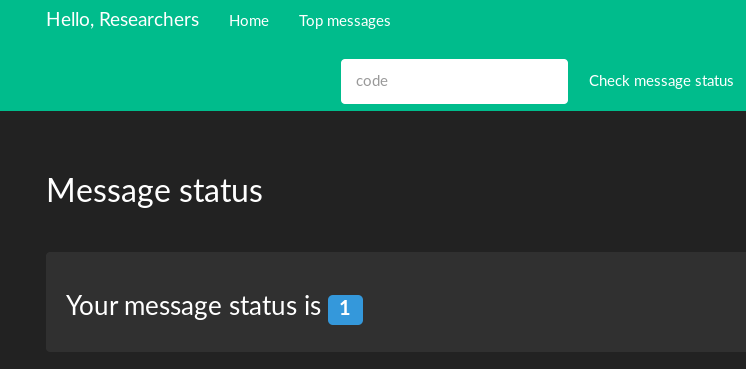 Hello, Researchers Home Top messages
code Check message status
Message status
Your message status is 1